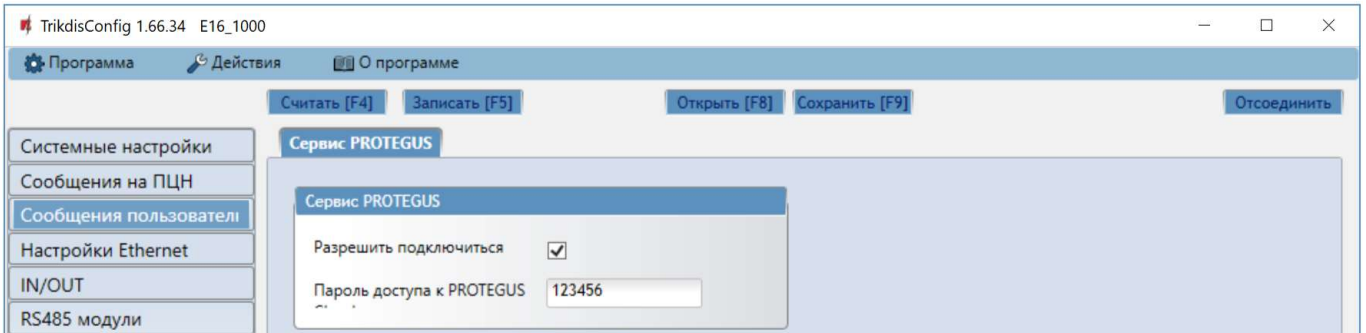 TrikdisConfig 1.66.34 E16_1000
Программа Действия О программе
Считать [F4] Записать [F5] Открыть [F8] Сохранить [F9] Отсоединить
Системные настройки
Сообщения на ПЦН
Сообщения пользовател
Настройки Ethernet
IN/OUT
RS485 модули
Сервис PROTEGUS
Сервис PROTEGUS
Разрешить подключиться
Пароль доступа к PROTEGUS 123456